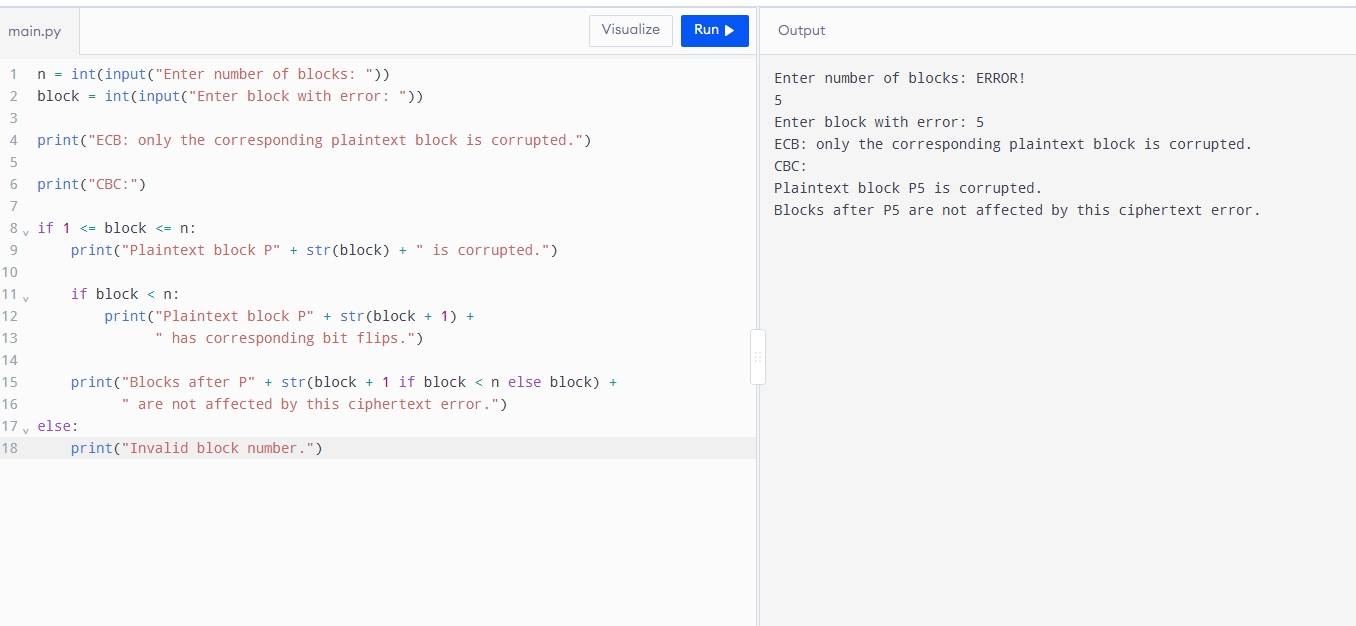 main.py
Visualize
Run
Output
1 n = int(input("Enter number of blocks: "))
2 block = int(input("Enter block with error: "))
3
4 print("ECB: only the corresponding plaintext block is corrupted.")
5
6 print("CBC:")
7
8 if 1 <= block <= n:
9     print("Plaintext block P" + str(block) + " is corrupted.")
10
11     if block < n:
12         print("Plaintext block P" + str(block + 1) +
13               " has corresponding bit flips.")
14
15     print("Blocks after P" + str(block + 1 if block < n else block) +
16           " are not affected by this ciphertext error.")
17 else:
18     print("Invalid block number.")
Enter number of blocks: ERROR!
5
Enter block with error: 5
ECB: only the corresponding plaintext block is corrupted.
CBC:
Plaintext block P5 is corrupted.
Blocks after P5 are not affected by this ciphertext error.